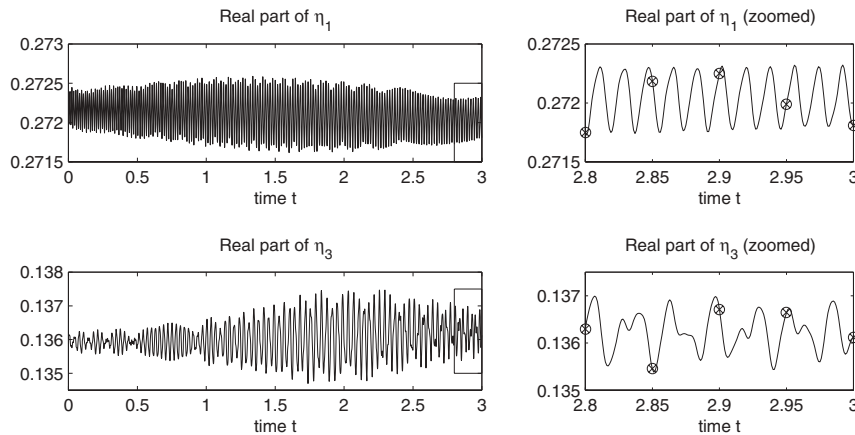 Real part of η1
0.273
0.2725
0.272
0.2715
0 0.5 1 1.5 2 2.5 3
time t
Real part of η1 (zoomed)
0.2725
0.272
0.2715
2.8 2.85 2.9 2.95 3
time t
Real part of η3
0.138
0.137
0.136
0.135
0 0.5 1 1.5 2 2.5 3
time t
Real part of η3 (zoomed)
0.137
0.136
0.135
2.8 2.85 2.9 2.95 3
time t